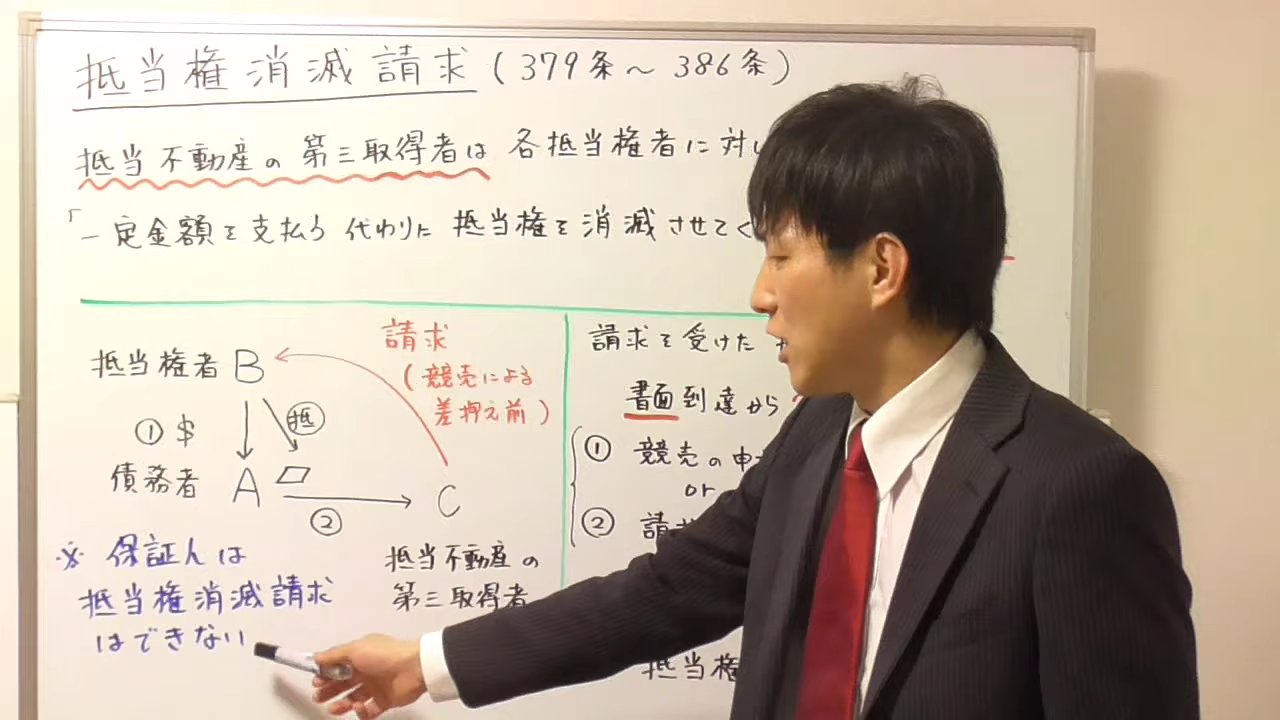 抵当権消滅請求(379条～386条)
抵当不動産の第三取得者は 各抵当権者に対し
「一定金額を支払う代わりに 抵当権を消滅させてく
抵当権者 B
請求
(競売による
差押え前)
① $
抵
債務者 A
②
C
抵当不動産の
第三取得者
※ 保証人は
抵当権消滅請求
はできない
請求を受けた
書面到達から
① 競売の申
or
② 請求
抵当権